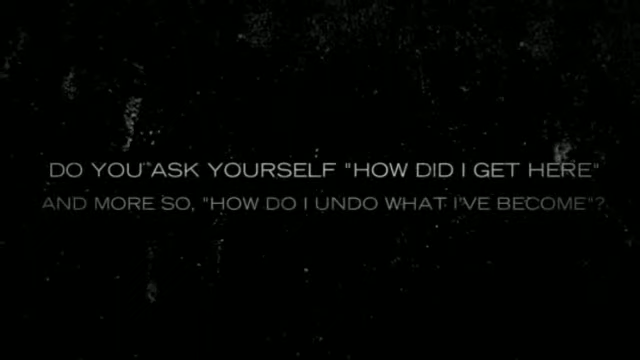 DO YOU ASK YOURSELF "HOW DID I GET HERE"
AND MORE SO, "HOW DO I UNDO WHAT I'VE BECOME"?